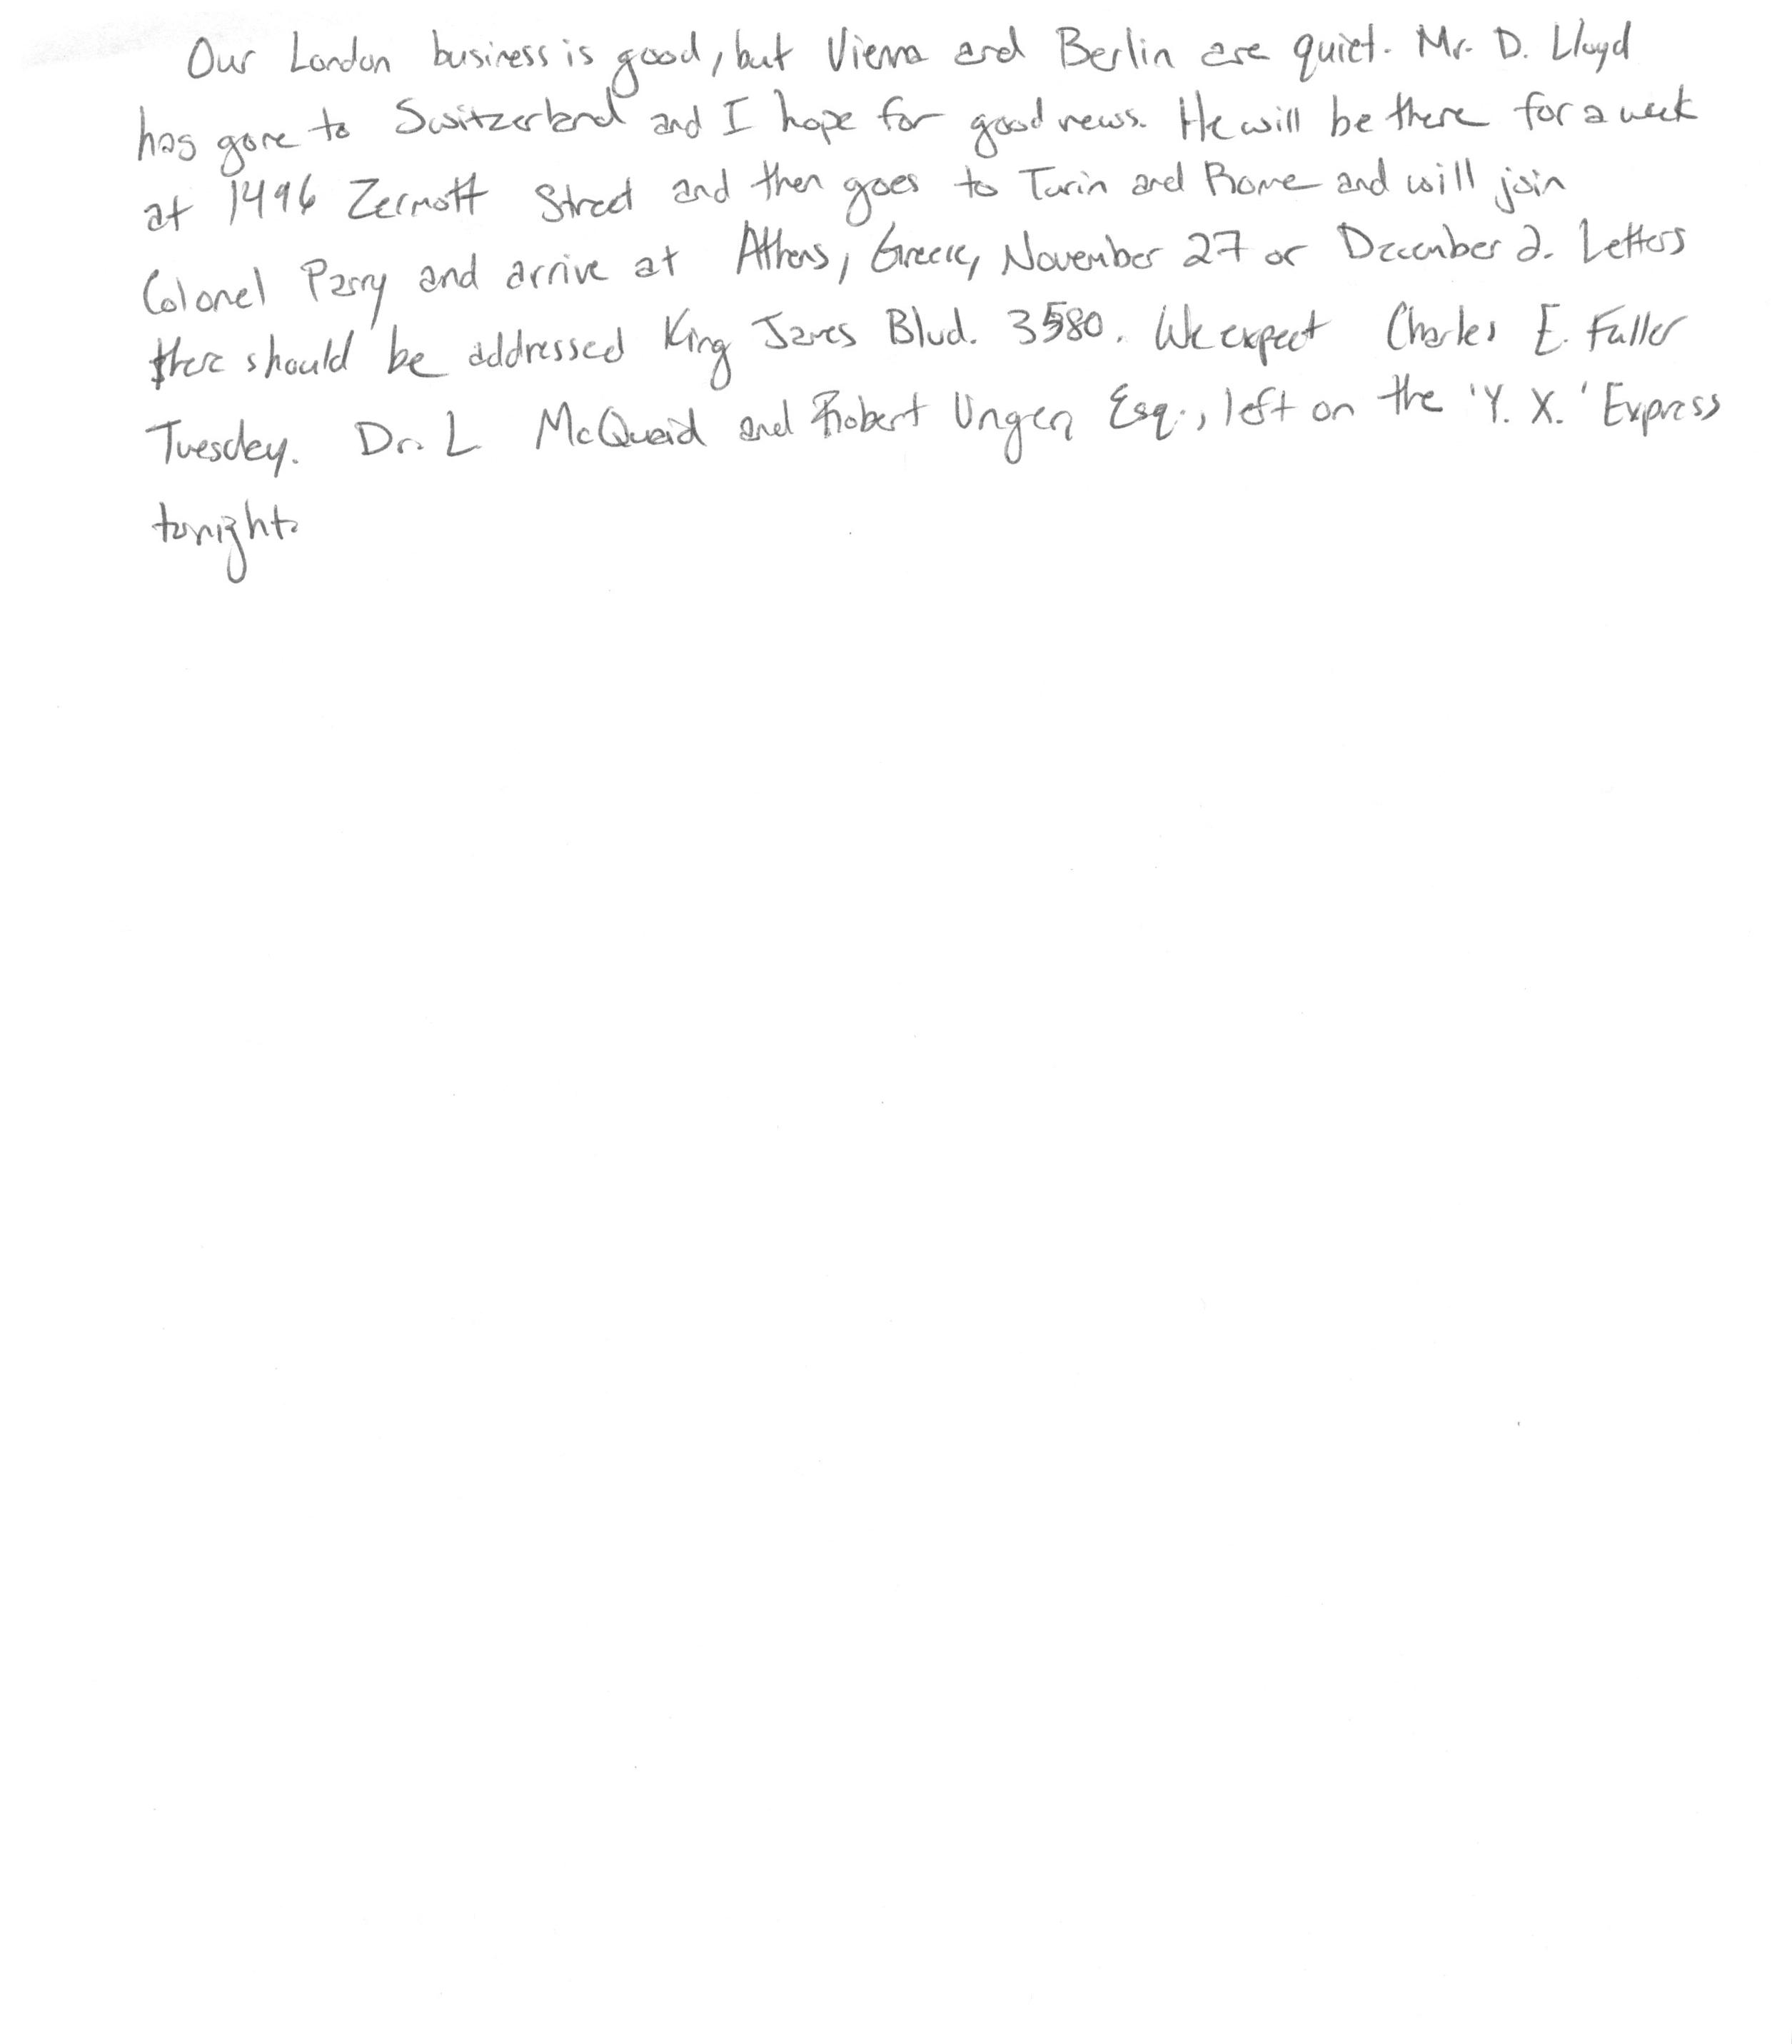 Our London business is good, but Vienna and Berlin are quiet. Mr. D. Lloyd
has gone to Switzerland and I hope for good news. He will be there for a week
at 1496 Zermott Street and then goes to Turin and Rome and will join
Colonel Parry and arrive at Athens, Greece, November 27 or December 2. Letters
there should be addressed King James Blvd. 3580. We expect Charles E. Fuller
Tuesday. Dr. L McQuaid and Robert Unger, Esq., left on the 'Y. X.' Express
tonight.